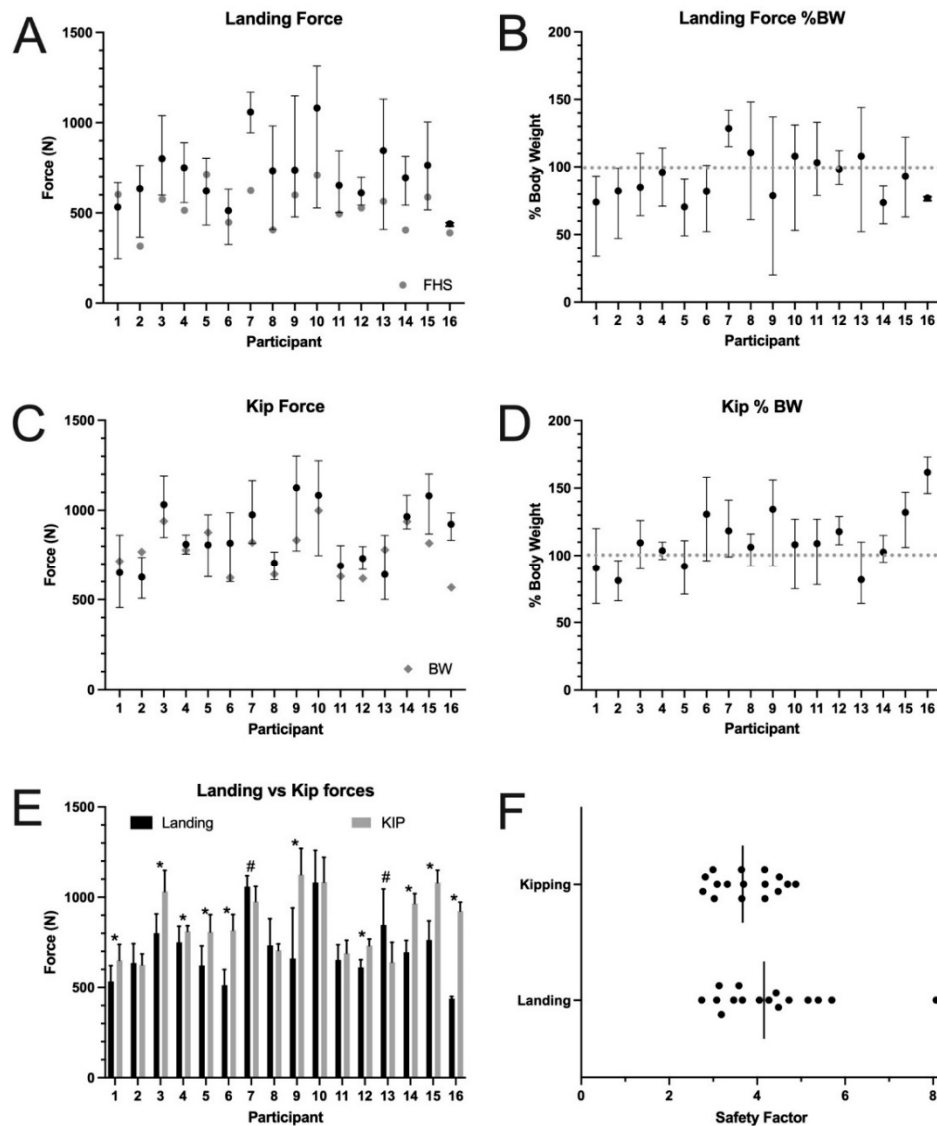 A
Landing Force
Force (N)
1500
1000
500
0
FHS
1 2 3 4 5 6 7 8 9 10 11 12 13 14 15 16
Participant
B
Landing Force %BW
% Body Weight
200
150
100
50
0
1 2 3 4 5 6 7 8 9 10 11 12 13 14 15 16
Participant
C
Kip Force
Force (N)
1500
1000
500
0
BW
1 2 3 4 5 6 7 8 9 10 11 12 13 14 15 16
Participant
D
Kip % BW
% Body Weight
200
150
100
50
0
1 2 3 4 5 6 7 8 9 10 11 12 13 14 15 16
Participant
E
Landing vs Kip forces
Landing KIP
Force (N)
1500
1000
500
0
* * * * * # * * # * * *
1 2 3 4 5 6 7 8 9 10 11 12 13 14 15 16
Participant
F
Kipping
Landing
0 2 4 6 8
Safety Factor